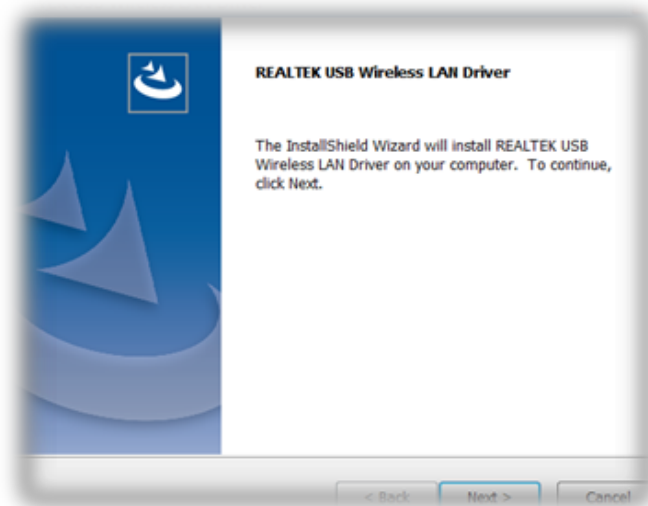 REALTEK USB Wireless LAN Driver
The InstallShield Wizard will install REALTEK USB
Wireless LAN Driver on your computer.  To continue,
click Next.
< Back
Next >
Cancel